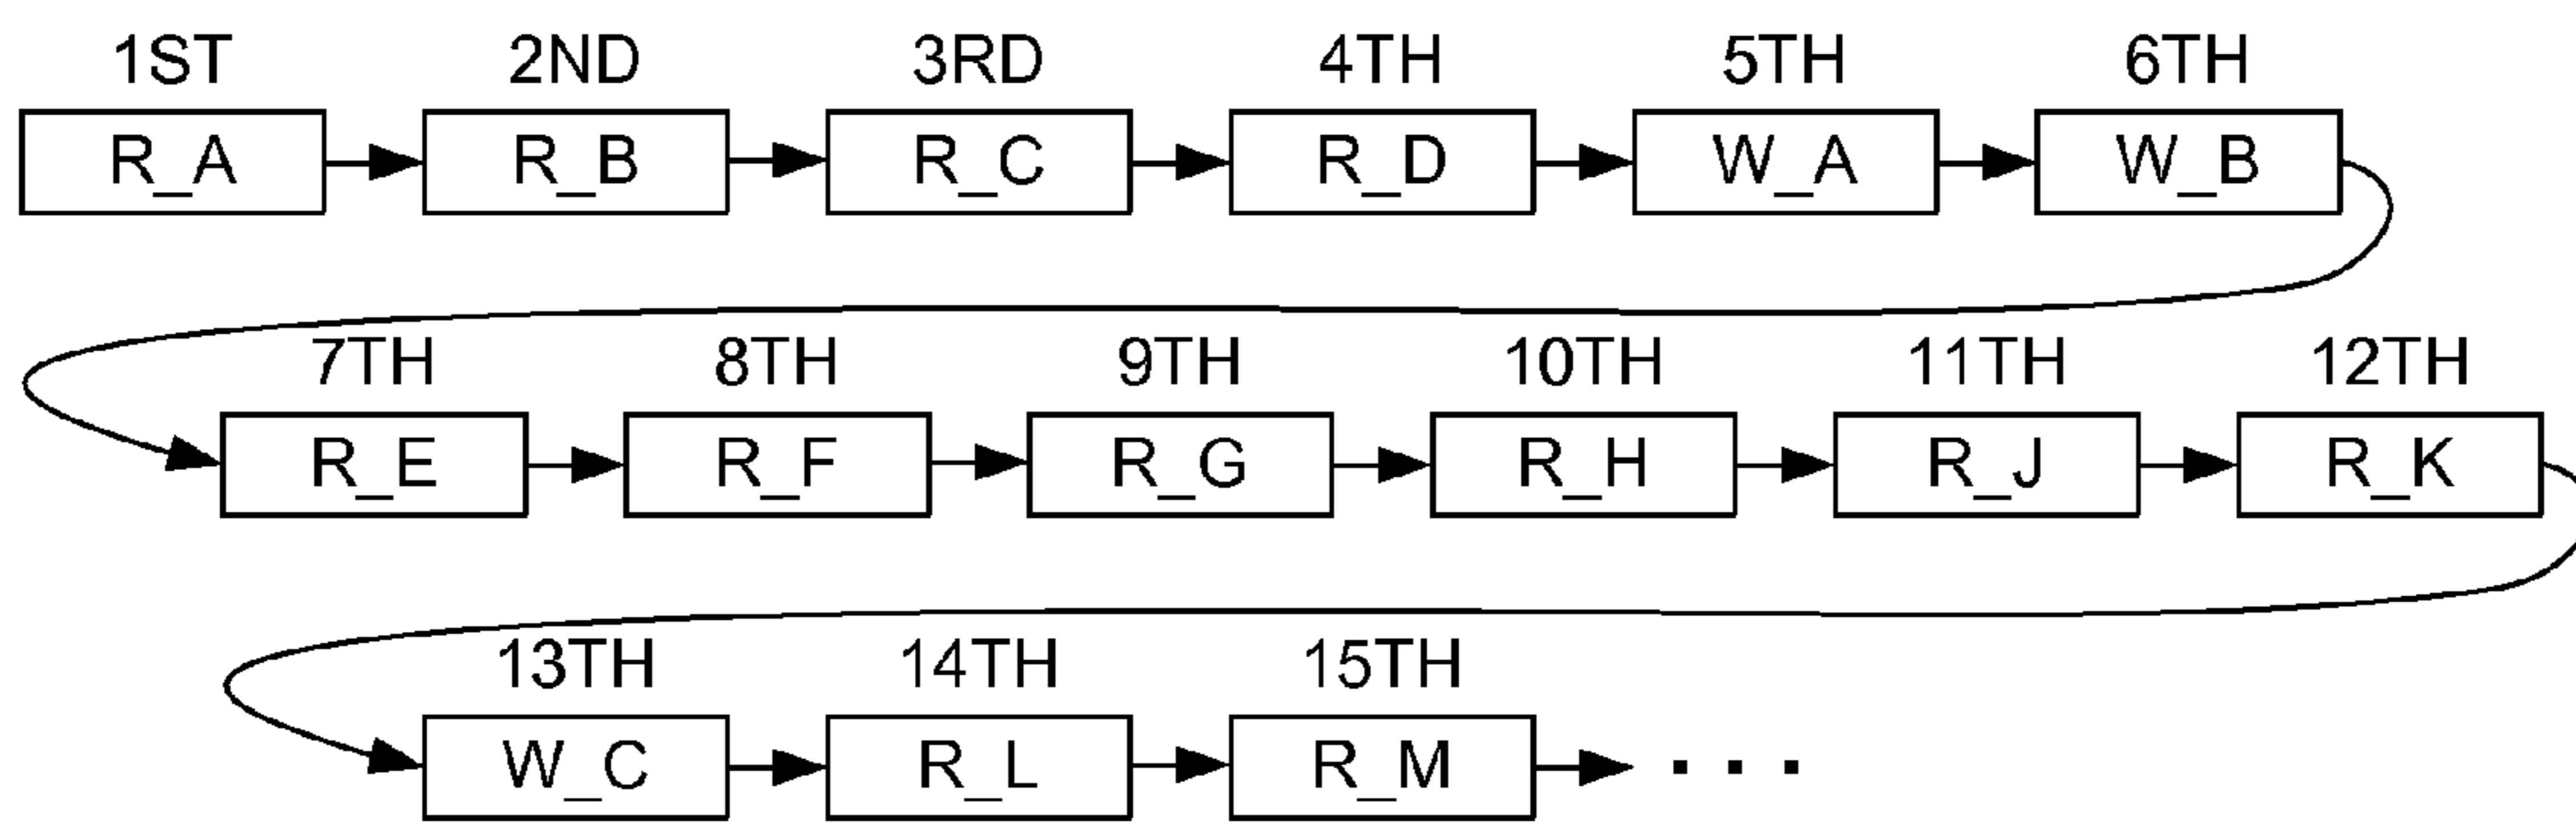 1ST 2ND 3RD 4TH 5TH 6TH
R_A R_B R_C R_D W_A W_B
7TH 8TH 9TH 10TH 11TH 12TH
R_E R_F R_G R_H R_J R_K
13TH 14TH 15TH
W_C R_L R_M . . .